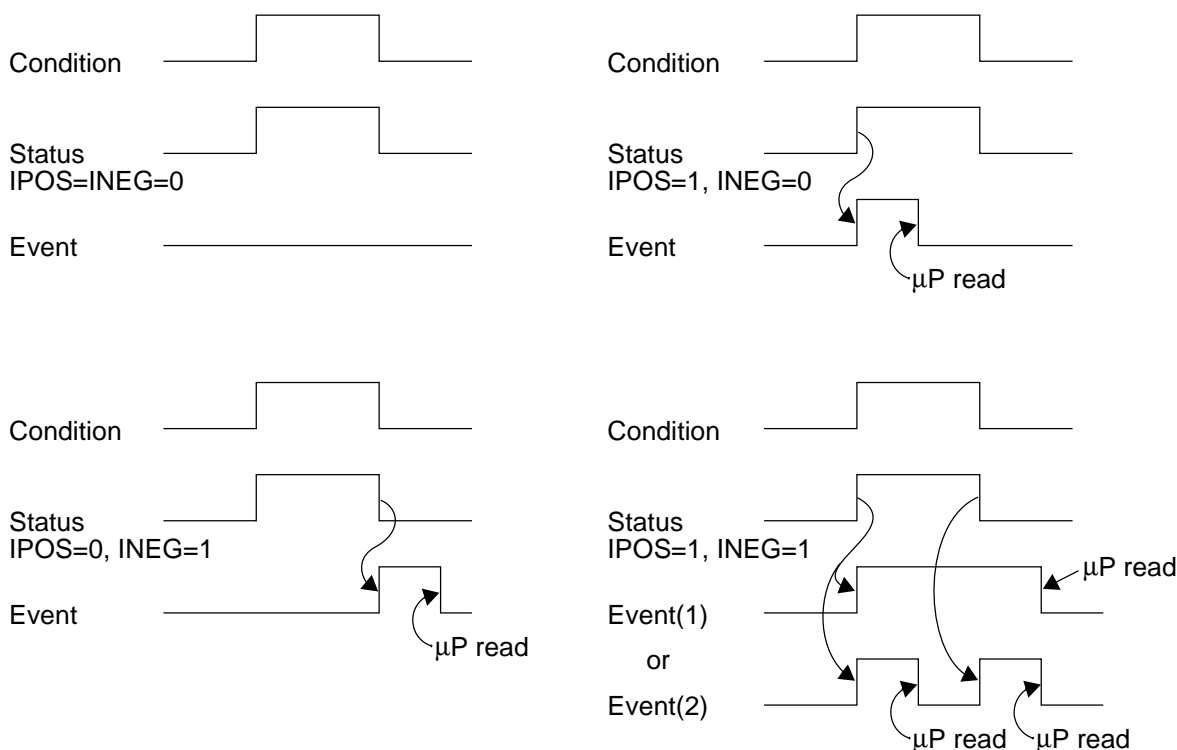 Condition
Status
IPOS=INEG=0
Event
Condition
Status
IPOS=1, INEG=0
Event
µP read
Condition
Status
IPOS=0, INEG=1
Event
µP read
Condition
Status
IPOS=1, INEG=1
µP read
Event(1)
or
Event(2)
µP read
µP read